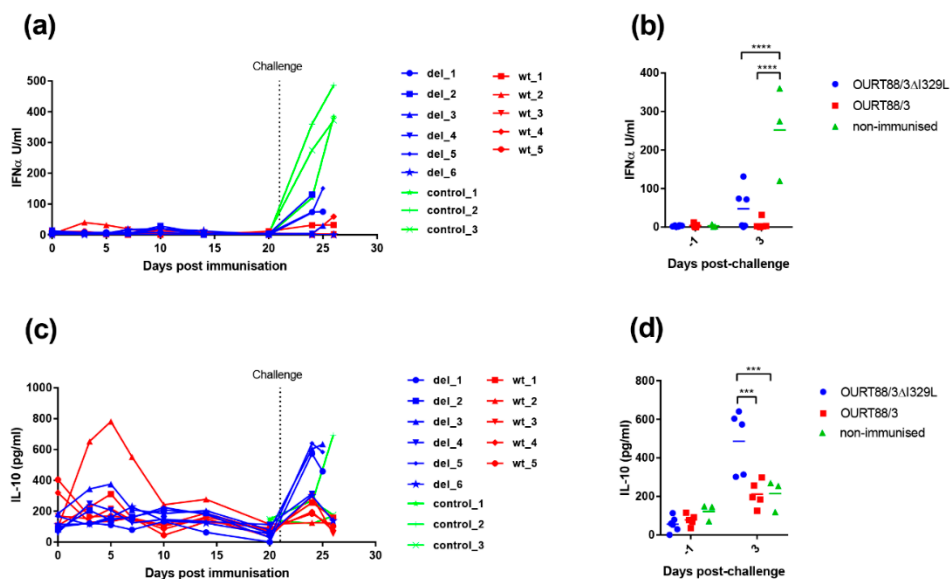 (a)
Challenge
500
400
300
200
100
0
IFNα U/ml
0 5 10 15 20 25 30
Days post immunisation
del_1
del_2
del_3
del_4
del_5
del_6
control_1
control_2
control_3
wt_1
wt_2
wt_3
wt_4
wt_5
(b)
****
****
400
300
200
100
0
IFNα U/ml
-1 3
Days post-challenge
OURT88/3ΔI329L
OURT88/3
non-immunised
(c)
Challenge
1000
800
600
400
200
0
IL-10 (pg/ml)
0 5 10 15 20 25 30
Days post immunisation
del_1
del_2
del_3
del_4
del_5
del_6
control_1
control_2
control_3
wt_1
wt_2
wt_3
wt_4
wt_5
(d)
***
***
800
600
400
200
0
IL-10 (pg/ml)
-1 3
Days post-challenge
OURT88/3ΔI329L
OURT88/3
non-immunised